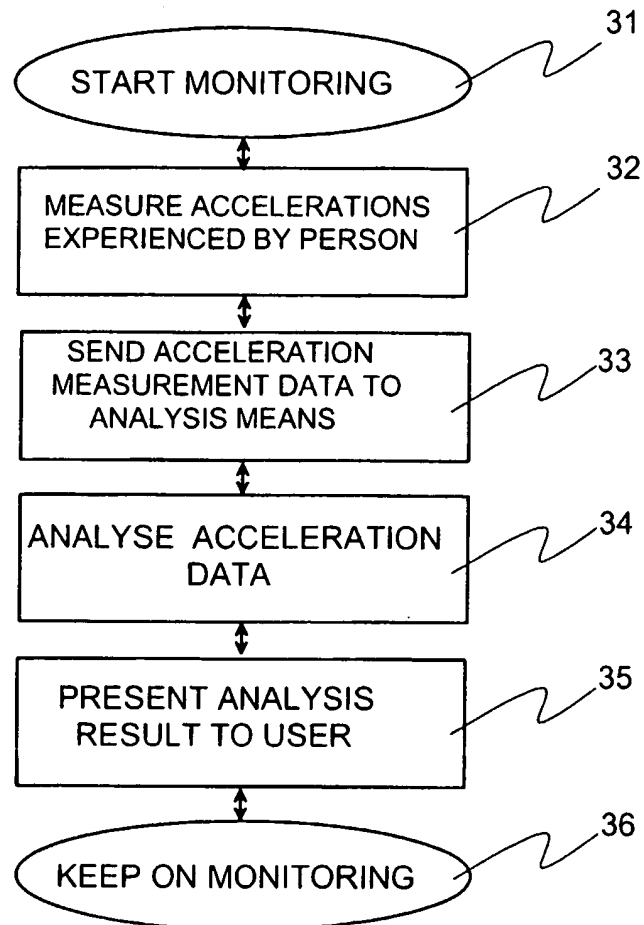 31
START MONITORING
32
MEASURE ACCELERATIONS
EXPERIENCED BY PERSON
33
SEND ACCELERATION
MEASUREMENT DATA TO
ANALYSIS MEANS
34
ANALYSE ACCELERATION
DATA
35
PRESENT ANALYSIS
RESULT TO USER
36
KEEP ON MONITORING